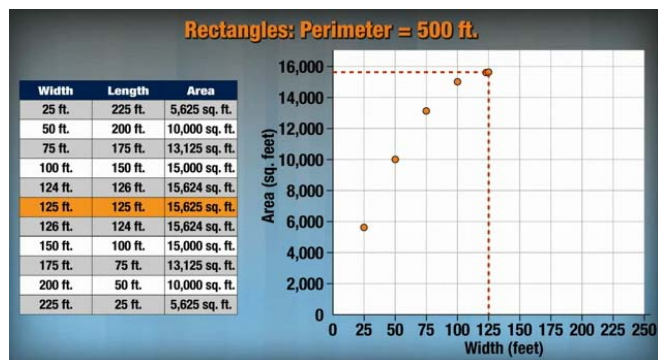 Rectangles: Perimeter = 500 ft.
Width Length Area
25 ft. 225 ft. 5,625 sq. ft.
50 ft. 200 ft. 10,000 sq. ft.
75 ft. 175 ft. 13,125 sq. ft.
100 ft. 150 ft. 15,000 sq. ft.
124 ft. 126 ft. 15,624 sq. ft.
125 ft. 125 ft. 15,625 sq. ft.
126 ft. 124 ft. 15,624 sq. ft.
150 ft. 100 ft. 15,000 sq. ft.
175 ft. 75 ft. 13,125 sq. ft.
200 ft. 50 ft. 10,000 sq. ft.
225 ft. 25 ft. 5,625 sq. ft.
Area (sq. feet)
16,000
14,000
12,000
10,000
8,000
6,000
4,000
2,000
0
0 25 50 75 100 125 150 175 200 225 250
Width (feet)